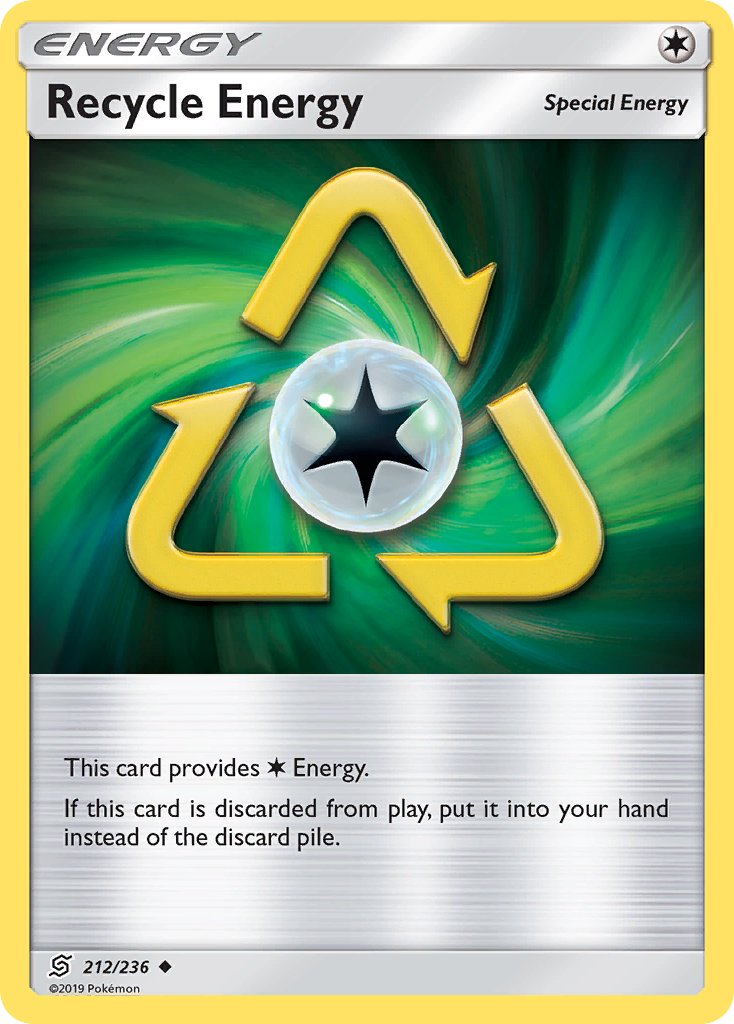 ENERGY
Recycle Energy
Special Energy
This card provides Energy.
If this card is discarded from play, put it into your hand
instead of the discard pile.
212/236
©2019 Pokémon